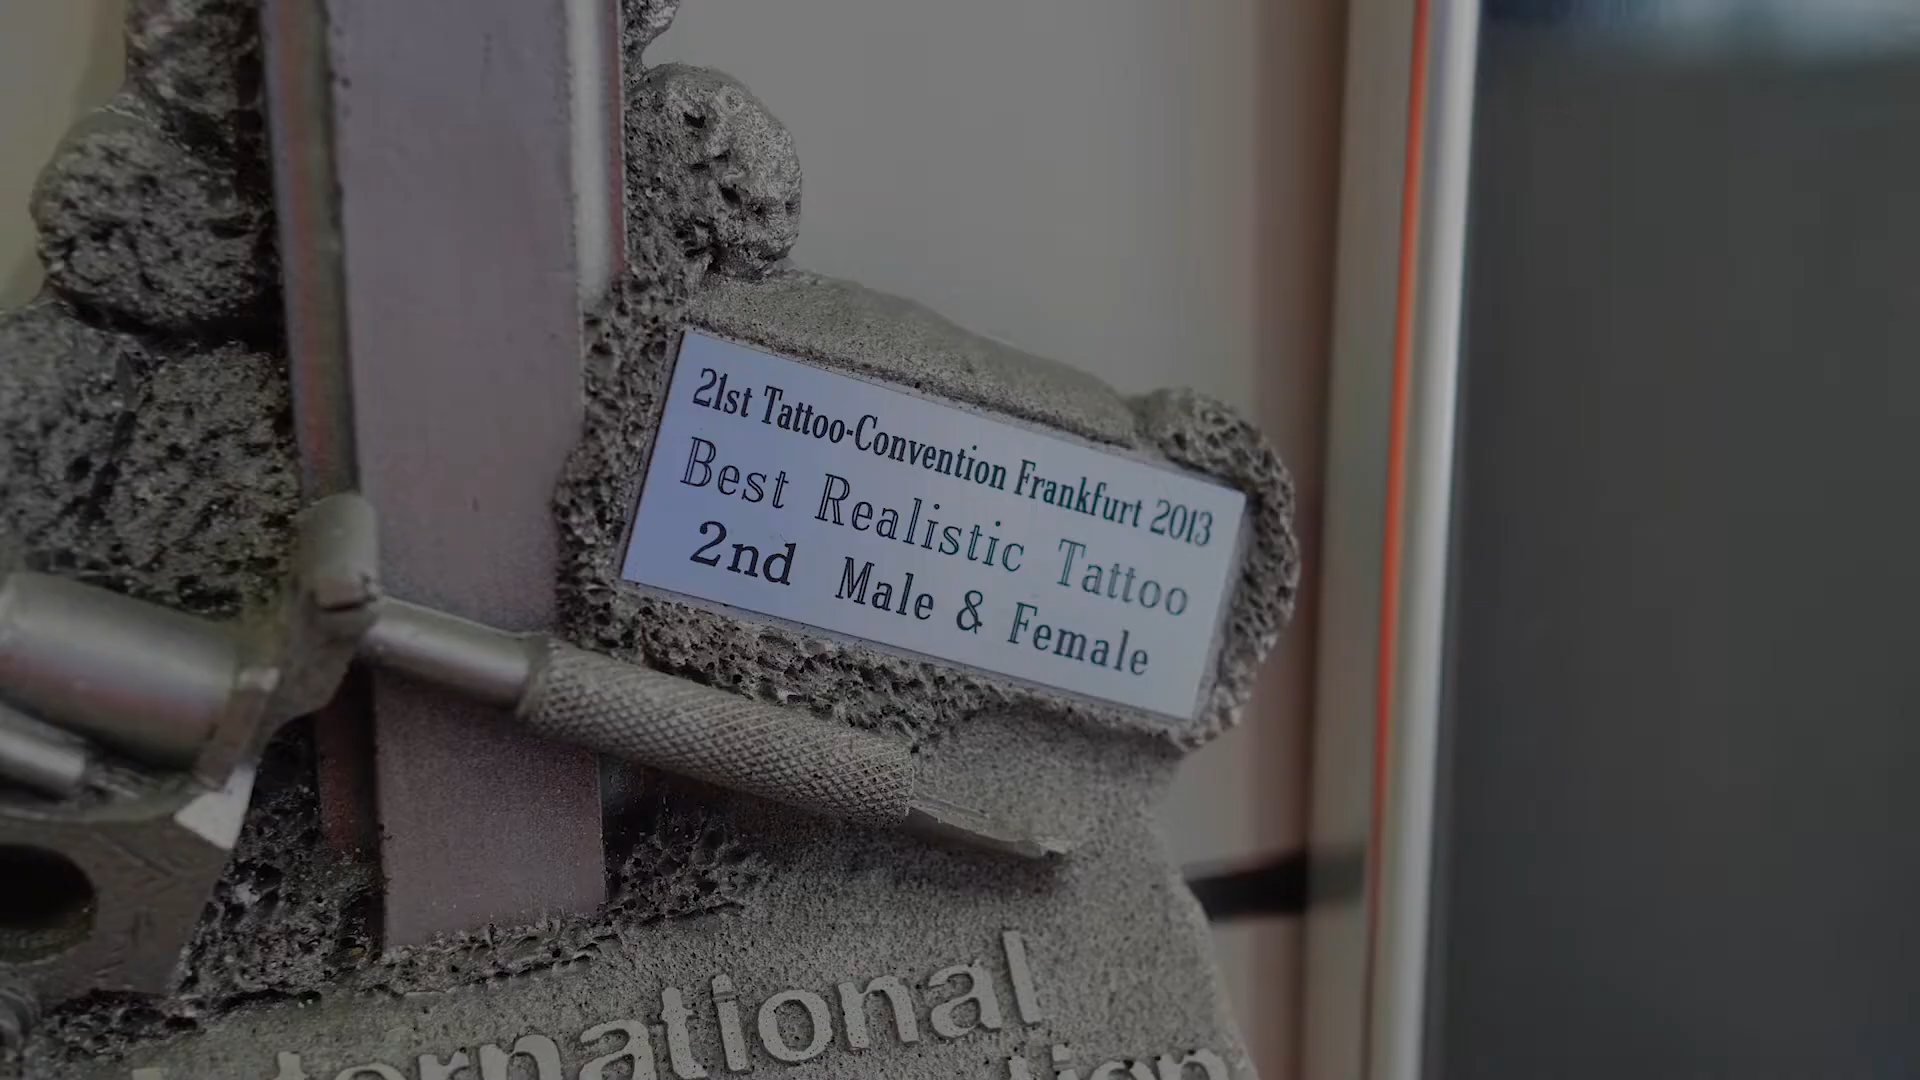 21st Tattoo-Convention Frankfurt 2013
Best Realistic Tattoo
2nd Male & Female
International